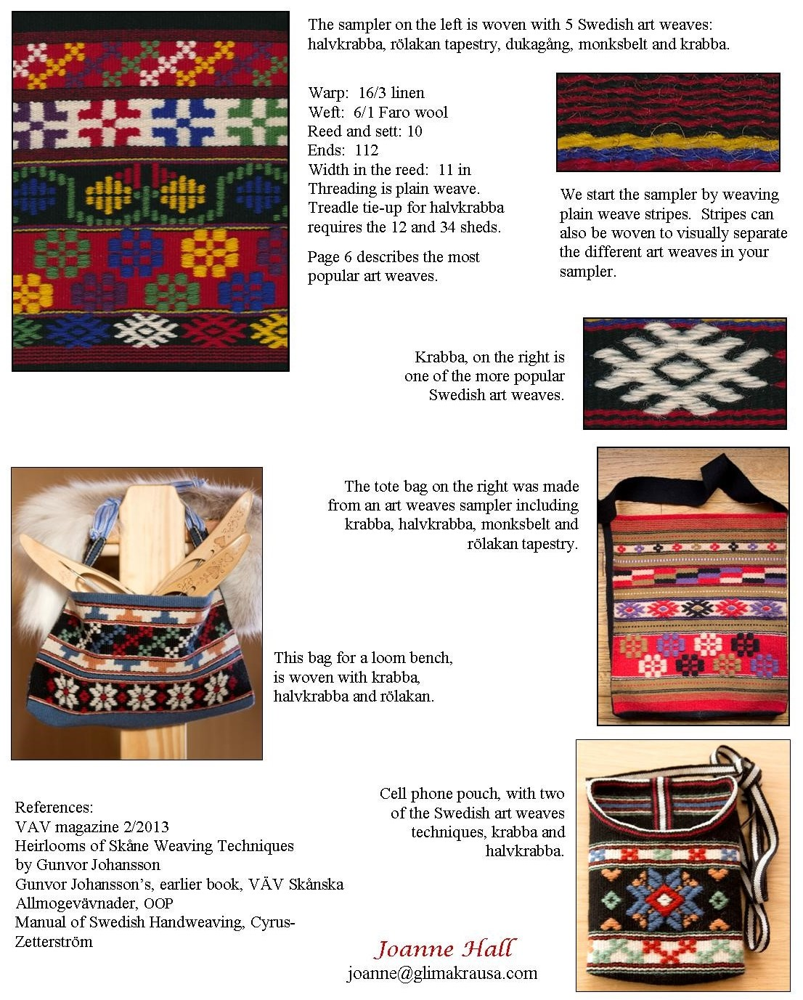 The sampler on the left is woven with 5 Swedish art weaves:
halvkrabba, rölakan tapestry, dukagång, monksbelt and krabba.
Warp: 16/3 linen
Weft: 6/1 Faro wool
Reed and sett: 10
Ends: 112
Width in the reed: 11 in
Threading is plain weave.
Treadle tie-up for halvkrabba
requires the 12 and 34 sheds.
Page 6 describes the most
popular art weaves.
We start the sampler by weaving
plain weave stripes. Stripes can
also be woven to visually separate
the different art weaves in your
sampler.
Krabba, on the right is
one of the more popular
Swedish art weaves.
The tote bag on the right was made
from an art weaves sampler including
krabba, halvkrabba, monksbelt and
rölakan tapestry.
This bag for a loom bench,
is woven with krabba,
halvkrabba and rölakan.
Cell phone pouch, with two
of the Swedish art weaves
techniques, krabba and
halvkrabba.
References:
VAV magazine 2/2013
Heirlooms of Skåne Weaving Techniques
by Gunvor Johansson
Gunvor Johansson's, earlier book, VÄV Skånska
Allmogevävnader, OOP
Manual of Swedish Handweaving, Cyrus-
Zetterström
Joanne Hall
joanne@glimakrausa.com